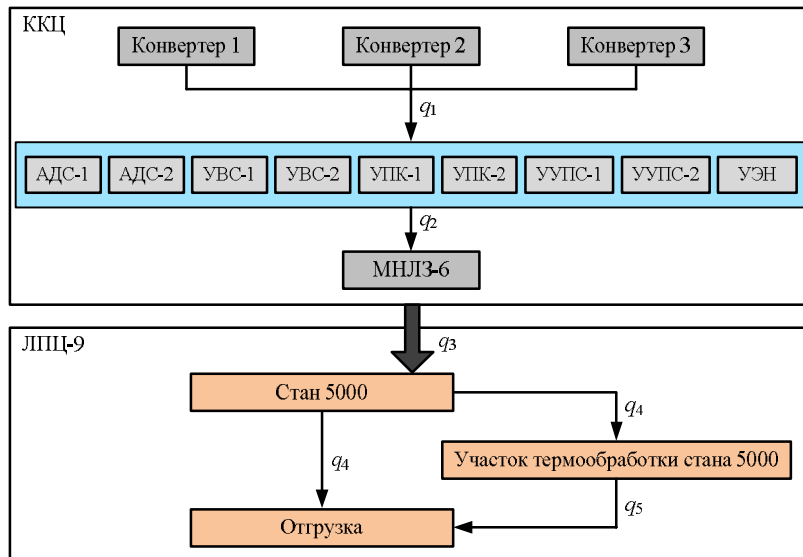 ККЦ
Конвертер 1
Конвертер 2
Конвертер 3
q1
АДС-1
АДС-2
УВС-1
УВС-2
УПК-1
УПК-2
УУПС-1
УУПС-2
УЭН
q2
МНЛЗ-6
ЛПЦ-9
q3
Стан 5000
q4
q4
Участок термообработки стана 5000
q5
Отгрузка